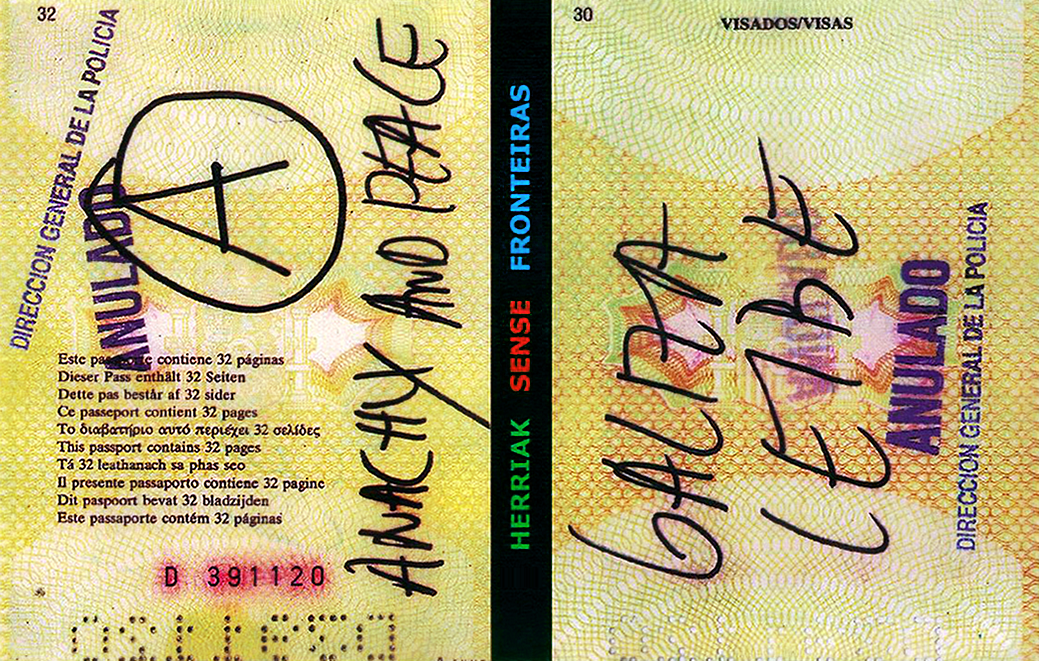 32
DIRECCION GENERAL DE LA POLICIA
ANULADO
A
ANACHY AND PEACE
Este pasaporte contiene 32 páginas
Dieser Pass enthält 32 Seiten
Dette pas består af 32 sider
Ce passeport contient 32 pages
Το διαβατήριο αυτό περιέχει 32 σελίδες
This passport contains 32 pages
Tá 32 leathanach sa phas seo
Il presente passaporto contiene 32 pagine
Dit paspoort bevat 32 bladzijden
Este passaporte contém 32 páginas
D 391120
HERRIAK SENSE FRONTEIRAS
30
VISADOS/VISAS
GALIZA
CEIBE
ANULADO
DIRECCION GENERAL DE LA POLICIA